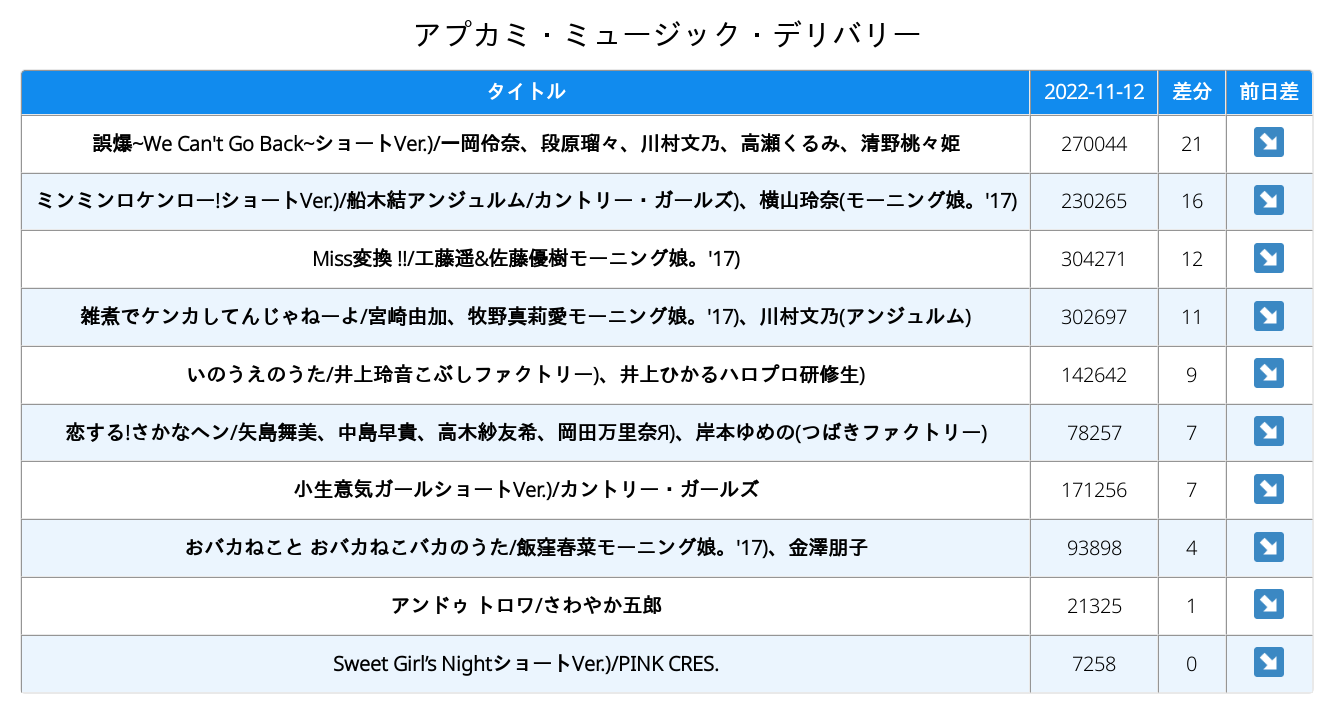 アプカミ・ミュージック・デリバリー
タイトル 2022-11-12 差分 前日差
誤爆~We Can't Go Back~ショートVer.)/一岡伶奈、段原瑠々、川村文乃、高瀬くるみ、清野桃々姫 270044 21
ミンミンロケンロー!ショートVer.)/船木結アンジュルム/カントリー・ガールズ)、横山玲奈(モーニング娘。'17) 230265 16
Miss変換 !!/工藤遥&佐藤優樹モーニング娘。'17) 304271 12
雑煮でケンカしてんじゃねーよ/宮崎由加、牧野真莉愛モーニング娘。'17)、川村文乃(アンジュルム) 302697 11
いのうえのうた/井上玲音こぶしファクトリー)、井上ひかるハロプロ研修生) 142642 9
恋する!さかなヘン/矢島舞美、中島早貴、高木紗友希、岡田万里奈Я)、岸本ゆめの(つばきファクトリー) 78257 7
小生意気ガールショートVer.)/カントリー・ガールズ 171256 7
おバカねこと おバカねこバカのうた/飯窪春菜モーニング娘。'17)、金澤朋子 93898 4
アンドゥ トロワ/さわやか五郎 21325 1
Sweet Girl’s NightショートVer.)/PINK CRES. 7258 0